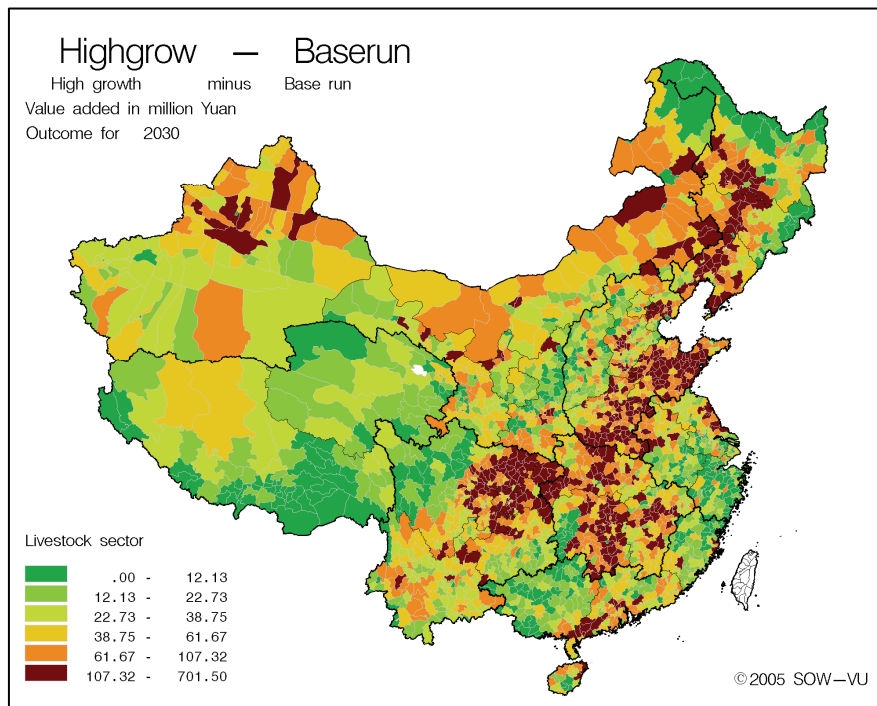 Highgrow — Baserun
High growth minus Base run
Value added in million Yuan
Outcome for 2030
Livestock sector
.00 - 12.13
12.13 - 22.73
22.73 - 38.75
38.75 - 61.67
61.67 - 107.32
107.32 - 701.50
©2005 SOW—VU